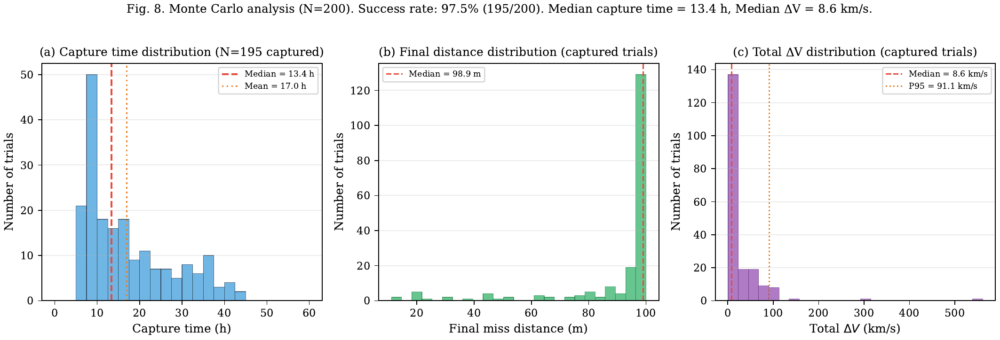 Fig. 8. Monte Carlo analysis (N=200). Success rate: 97.5% (195/200). Median capture time = 13.4 h, Median ΔV = 8.6 km/s.
(a) Capture time distribution (N=195 captured)
Median = 13.4 h
Mean = 17.0 h
Number of trials
50
40
30
20
10
0
0 10 20 30 40 50 60
Capture time (h)
(b) Final distance distribution (captured trials)
Median = 98.9 m
Number of trials
120
100
80
60
40
20
0
20 40 60 80 100
Final miss distance (m)
(c) Total ΔV distribution (captured trials)
Median = 8.6 km/s
P95 = 91.1 km/s
Number of trials
140
120
100
80
60
40
20
0
0 100 200 300 400 500
Total ΔV (km/s)